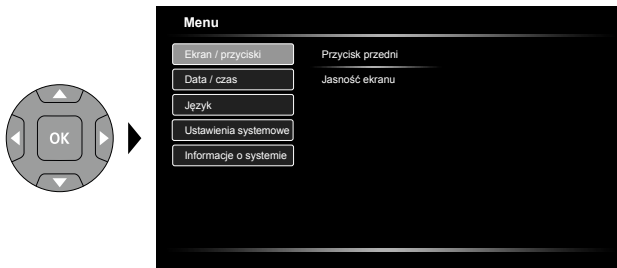 Menu
Ekran / przyciski
Przycisk przedni
Data / czas
Jasność ekranu
Język
OK
Ustawienia systemowe
Informacje o systemie